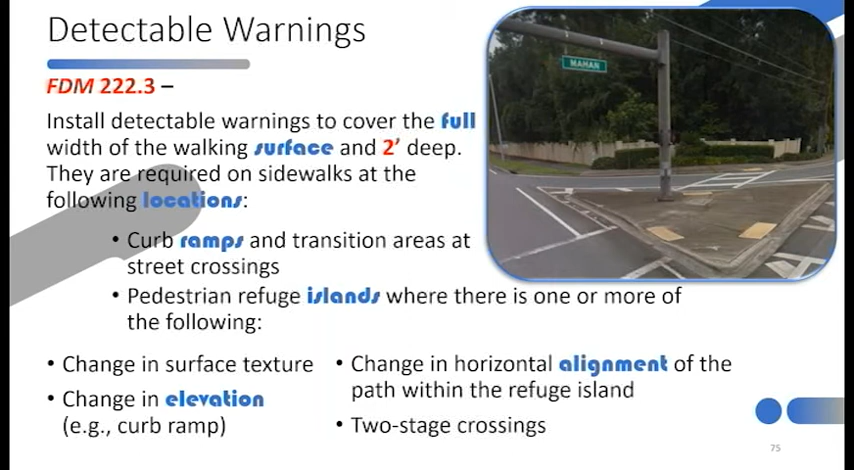 Detectable Warnings
FDM 222.3 –
Install detectable warnings to cover the full
width of the walking surface and 2’ deep.
They are required on sidewalks at the
following locations:
• Curb ramps and transition areas at
street crossings
• Pedestrian refuge islands where there is one or more of
the following:
• Change in surface texture
• Change in elevation
(e.g., curb ramp)
• Change in horizontal alignment of the
path within the refuge island
• Two-stage crossings
MAHAN
75